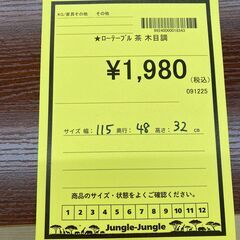 KG/家具その他 その他
★ローテーブル 茶 木目調
¥1,980
(税込)
091225
サイズ 幅: 115 奥行: 48 高さ: 32 cm
商品のサイズ・状態をよくご確認ください。
1 2 3 4 5 6 7 8 9 10 11 12
Jungle-Jungle